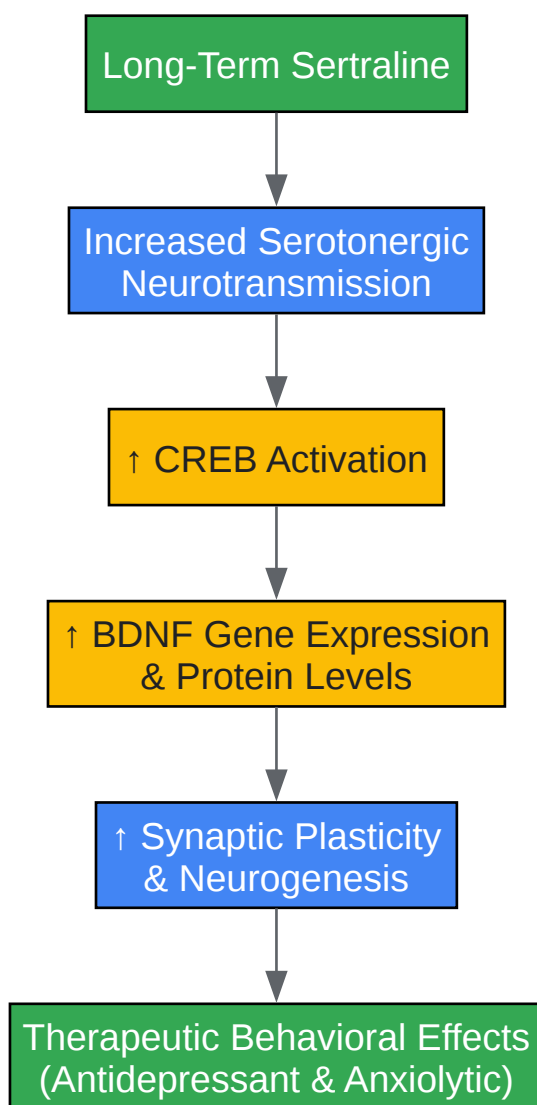 Long-Term Sertraline
Increased Serotonergic
Neurotransmission
↑ CREB Activation
↑ BDNF Gene Expression
& Protein Levels
↑ Synaptic Plasticity
& Neurogenesis
Therapeutic Behavioral Effects
(Antidepressant & Anxiolytic)